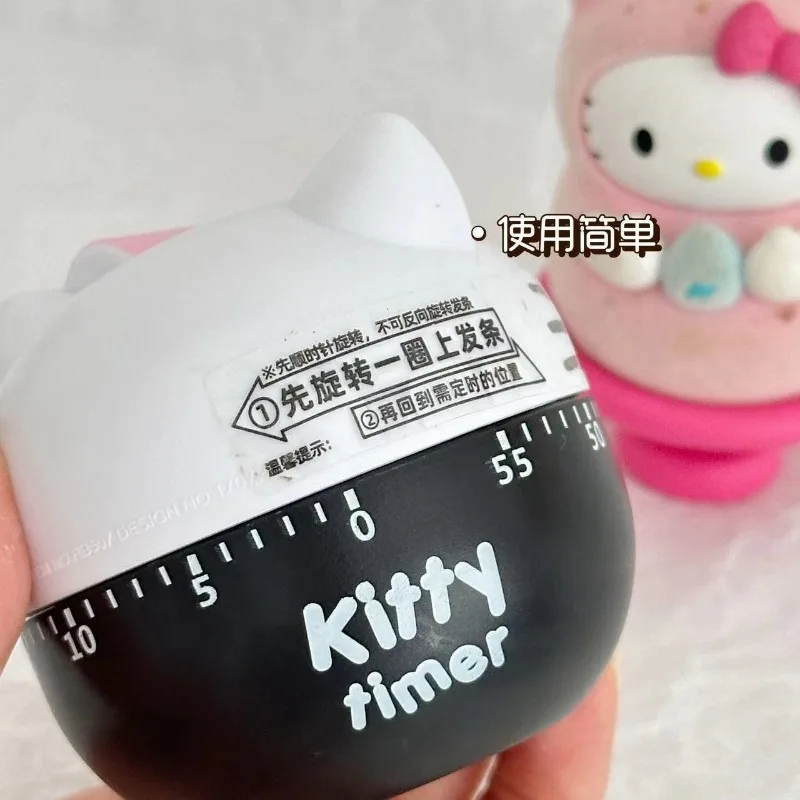 • 使用简单
※先顺时针旋转，不可反向旋转发条
①先旋转一圈上发条
②再回到需定时的位置
温馨提示：
DESIGN NO
10 5 0 55 50
Kitty
timer